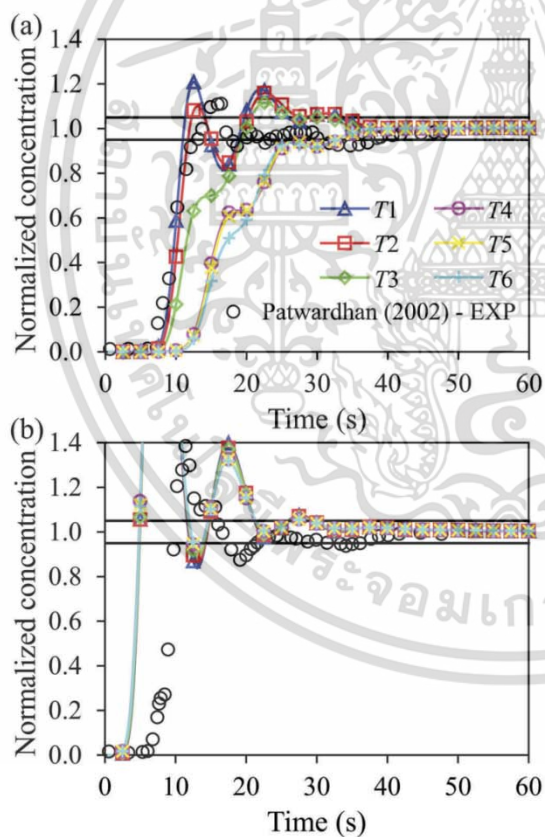 (a)
Normalized concentration
1.4
1.2
1.0
0.8
0.6
0.4
0.2
0.0
T1 T4
T2 T5
T3 T6
Patwardhan (2002) - EXP
0 10 20 30 40 50 60
Time (s)
(b)
Normalized concentration
1.4
1.2
1.0
0.8
0.6
0.4
0.2
0.0
0 10 20 30 40 50 60
Time (s)